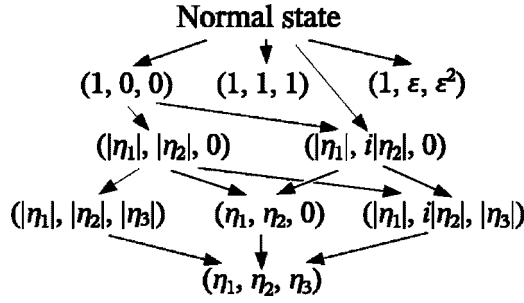 Normal state
(1, 0, 0) (1, 1, 1) (1, ε, ε²)
(|η₁|, |η₂|, 0) (|η₁|, i|η₂|, 0)
(|η₁|, |η₂|, |η₃|) (η₁, η₂, 0) (|η₁|, i|η₂|, |η₃|)
(η₁, η₂, η₃)